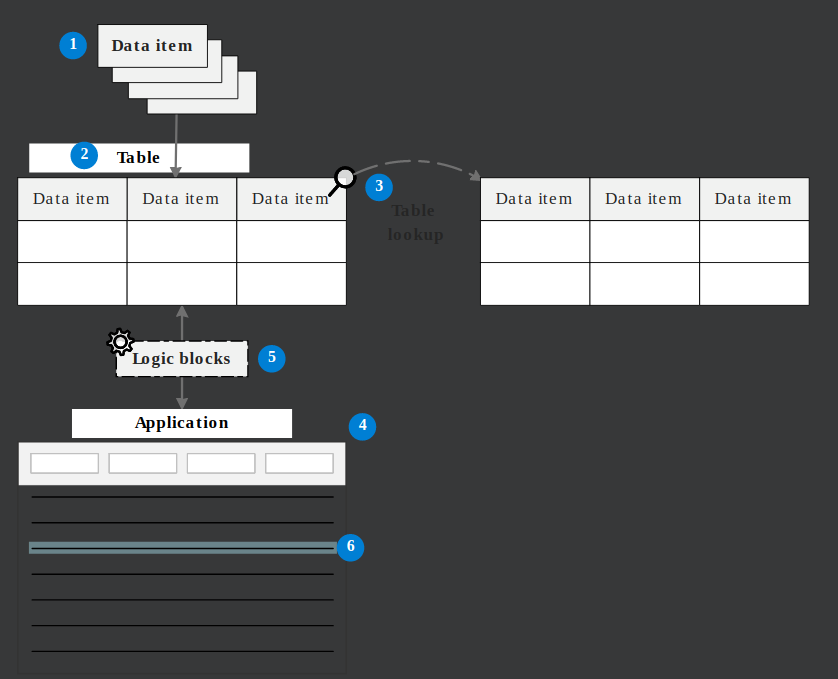 1
Data item
2
Table
3
Data item
Data item
Data item
Table
lookup
Data item
Data item
Data item
Logic blocks
5
Application
4
6